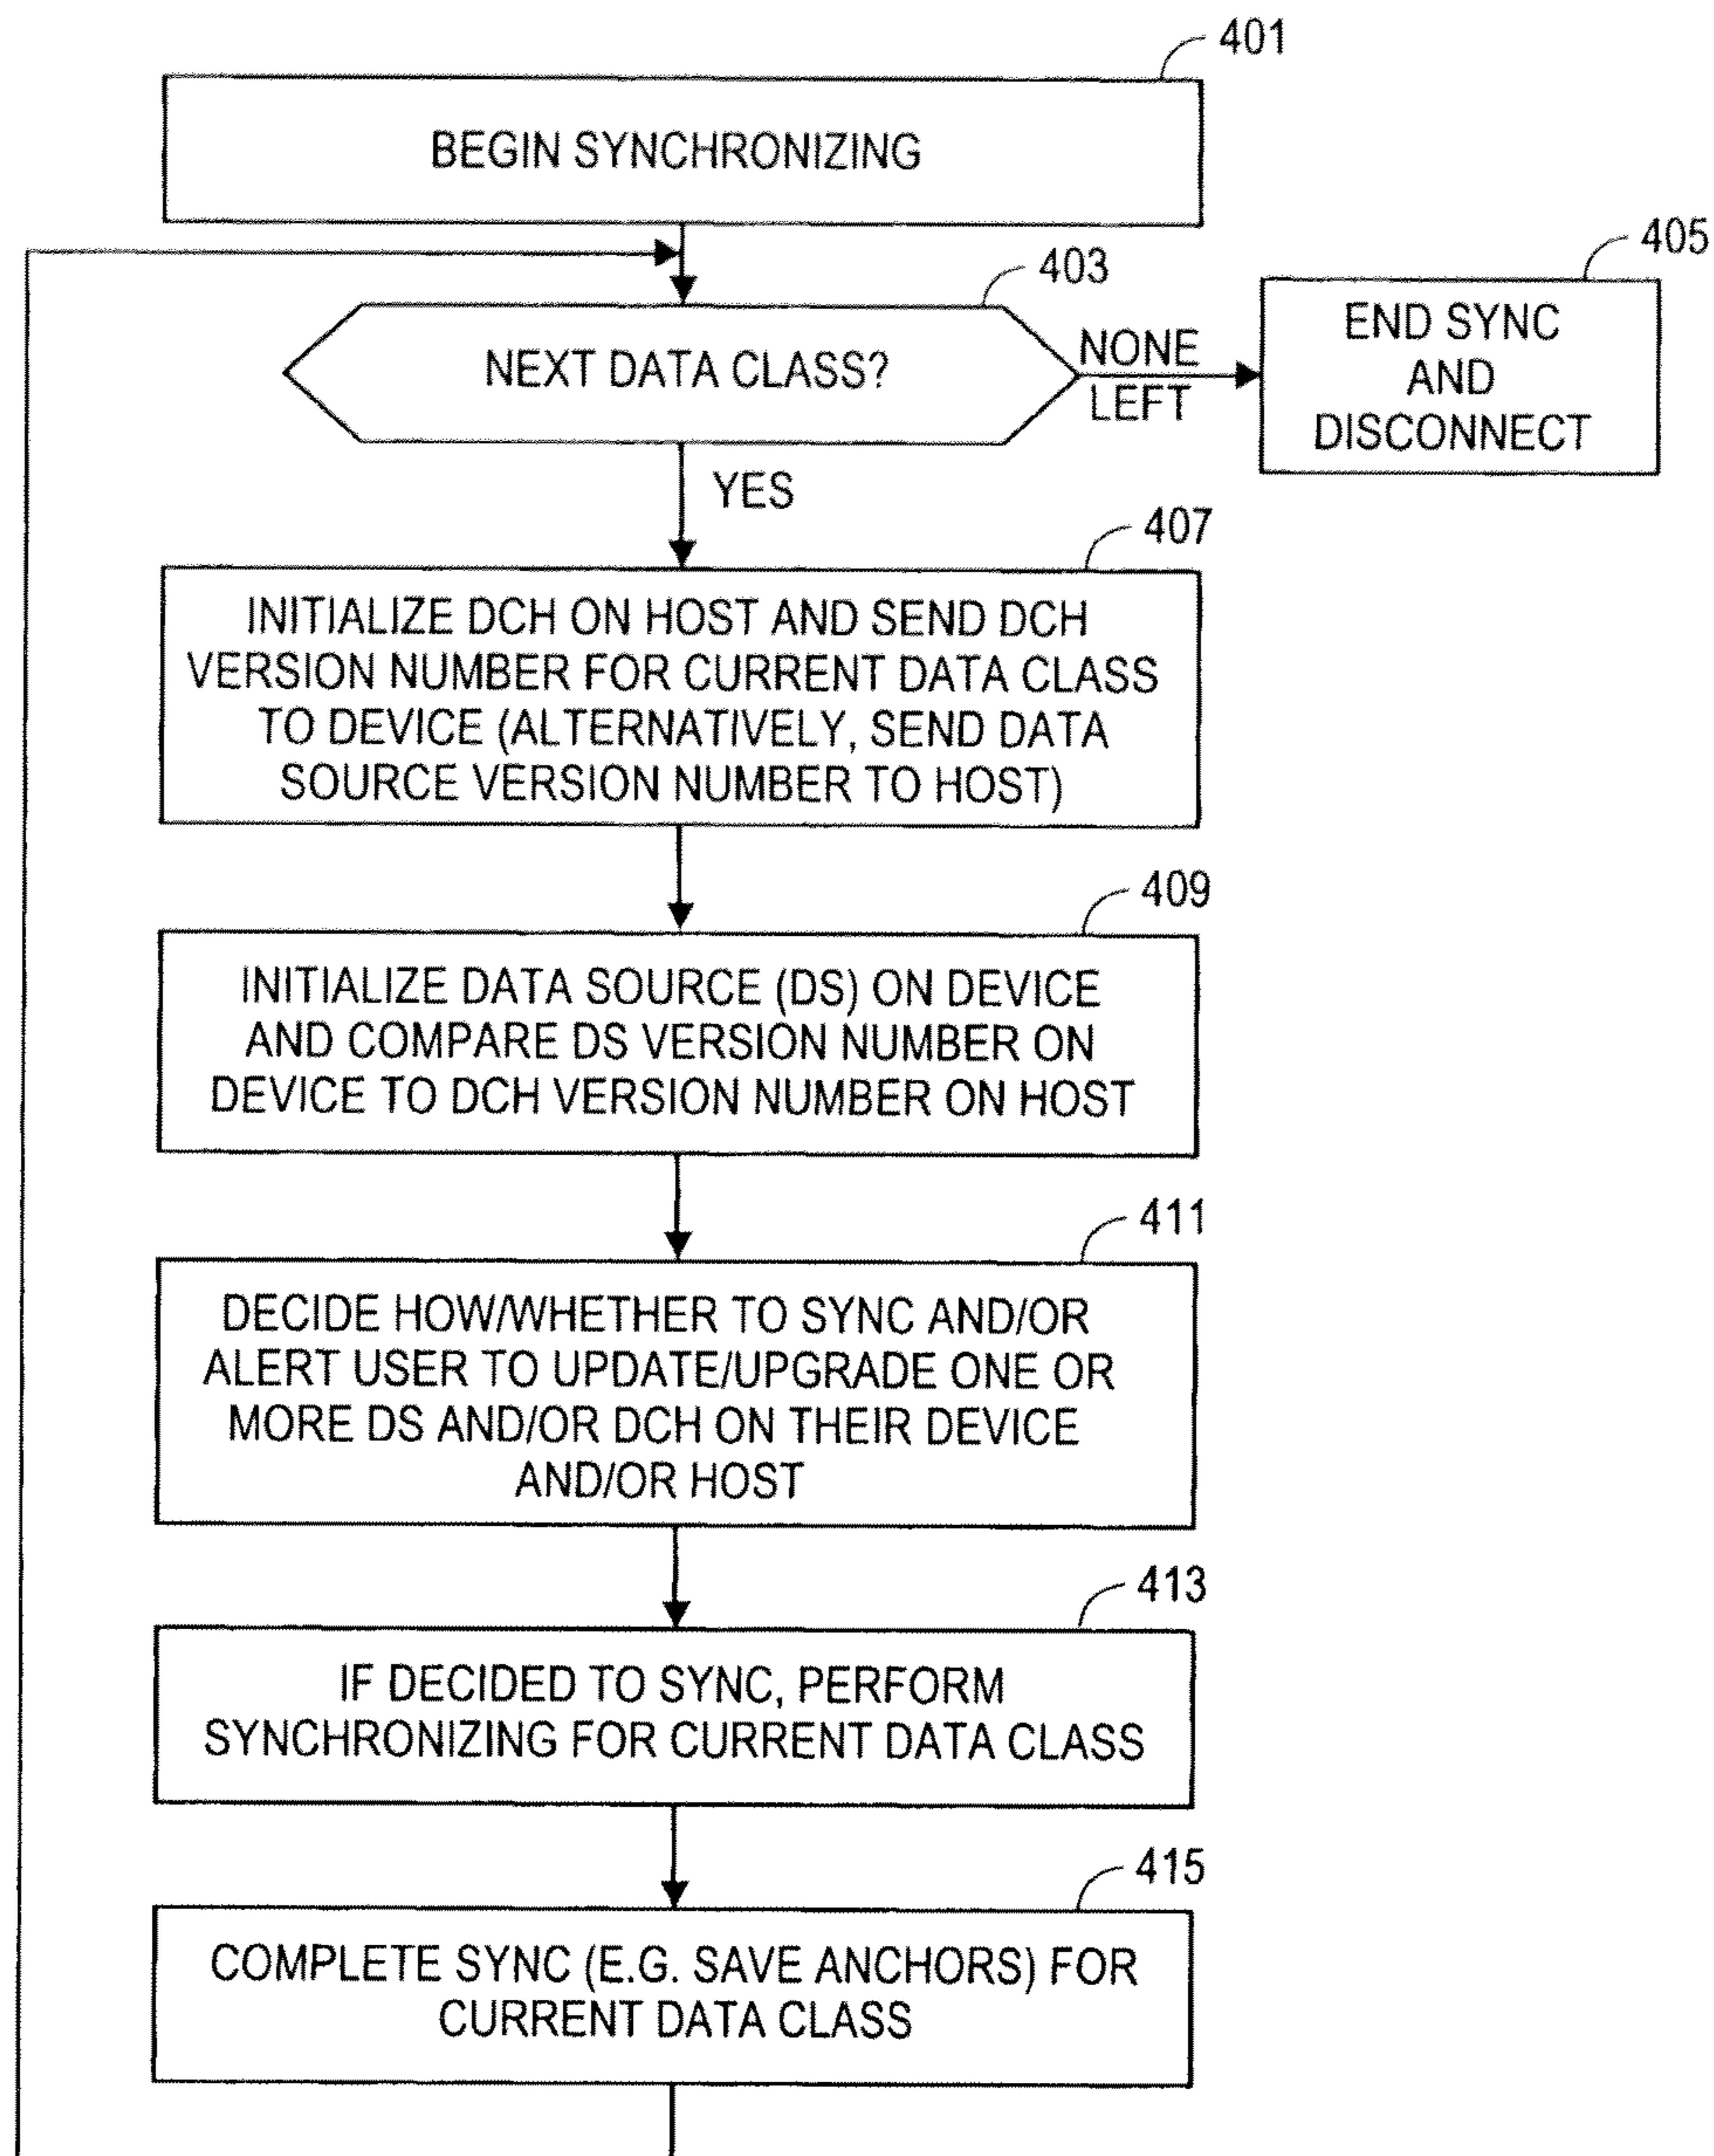 401
BEGIN SYNCHRONIZING
403
405
NEXT DATA CLASS?
NONE
LEFT
END SYNC
AND
DISCONNECT
YES
407
INITIALIZE DCH ON HOST AND SEND DCH
VERSION NUMBER FOR CURRENT DATA CLASS
TO DEVICE (ALTERNATIVELY, SEND DATA
SOURCE VERSION NUMBER TO HOST)
409
INITIALIZE DATA SOURCE (DS) ON DEVICE
AND COMPARE DS VERSION NUMBER ON
DEVICE TO DCH VERSION NUMBER ON HOST
411
DECIDE HOW/WHETHER TO SYNC AND/OR
ALERT USER TO UPDATE/UPGRADE ONE OR
MORE DS AND/OR DCH ON THEIR DEVICE
AND/OR HOST
413
IF DECIDED TO SYNC, PERFORM
SYNCHRONIZING FOR CURRENT DATA CLASS
415
COMPLETE SYNC (E.G. SAVE ANCHORS) FOR
CURRENT DATA CLASS